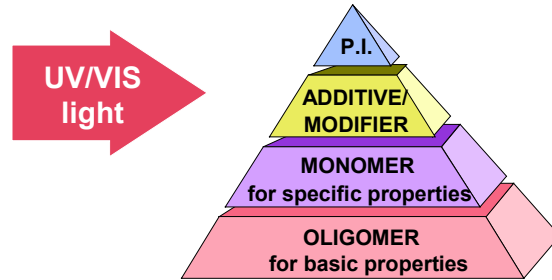 UV/VIS
light
P.I.
ADDITIVE/
MODIFIER
MONOMER
for specific properties
OLIGOMER
for basic properties